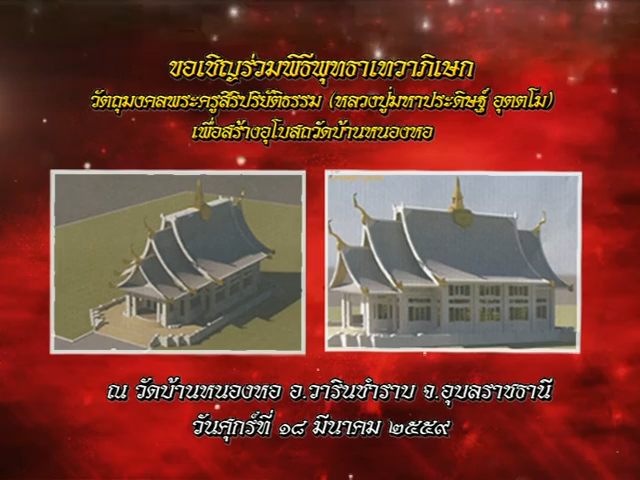 ขอเชิญร่วมพิธีพุทธาเทวาภิเษก
วัตถุมงคลพระครูสิริปริยัติธรรม (หลวงปู่มหาประดิษฐ์ อุตตโม)
เพื่อสร้างอุโบสถวัดบ้านหนองหอ
ณ วัดบ้านหนองหอ อ.วารินชำราบ จ.อุบลราชธานี
วันศุกร์ที่ ๑๘ มีนาคม ๒๕๕๙